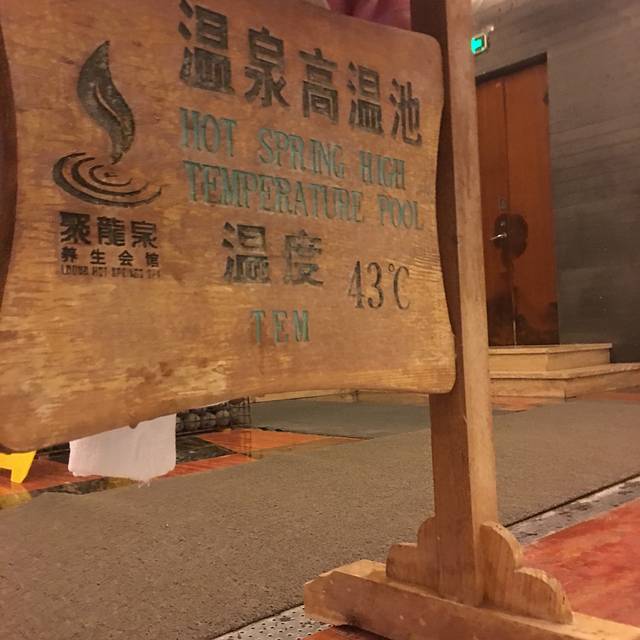 温泉高温池
HOT SPRING HIGH
TEMPERATURE POOL
聚龍泉
养生会馆
温度 43℃
TEM